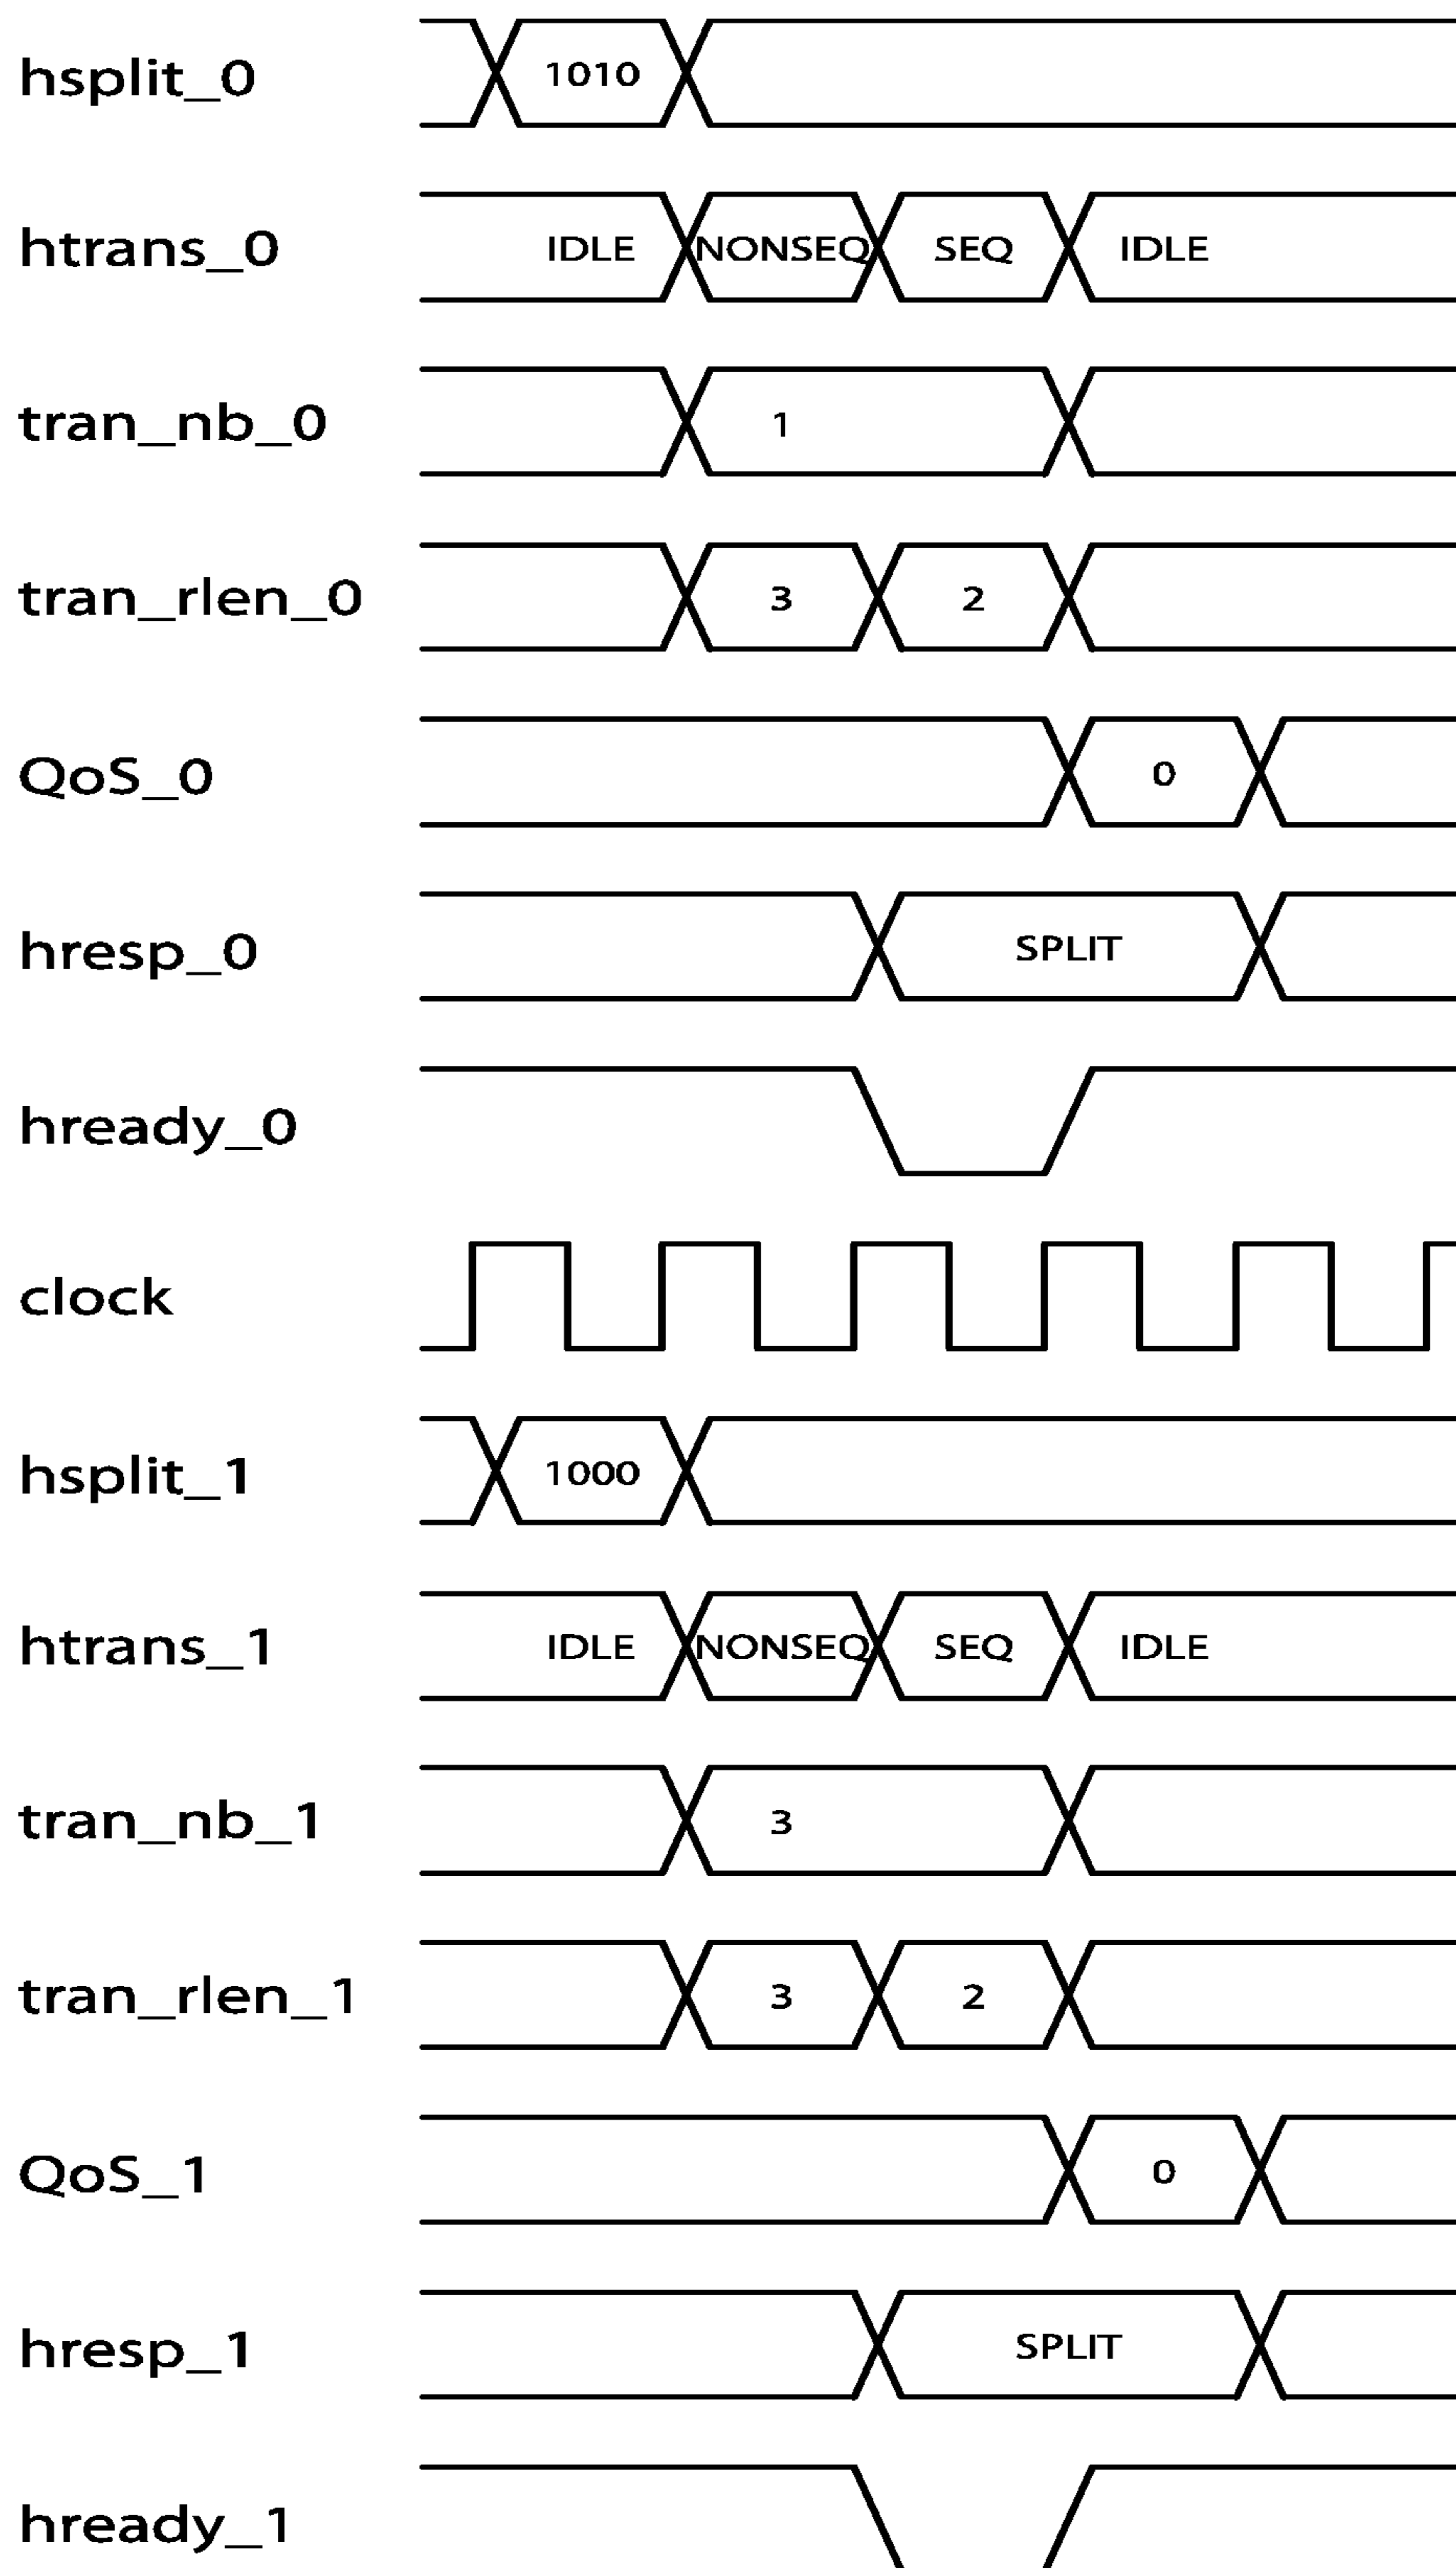 hsplit_0 1010
htrans_0 IDLE NONSEQ SEQ IDLE
tran_nb_0 1
tran_rlen_0 3 2
QoS_0 0
hresp_0 SPLIT
hready_0
clock
hsplit_1 1000
htrans_1 IDLE NONSEQ SEQ IDLE
tran_nb_1 3
tran_rlen_1 3 2
QoS_1 0
hresp_1 SPLIT
hready_1